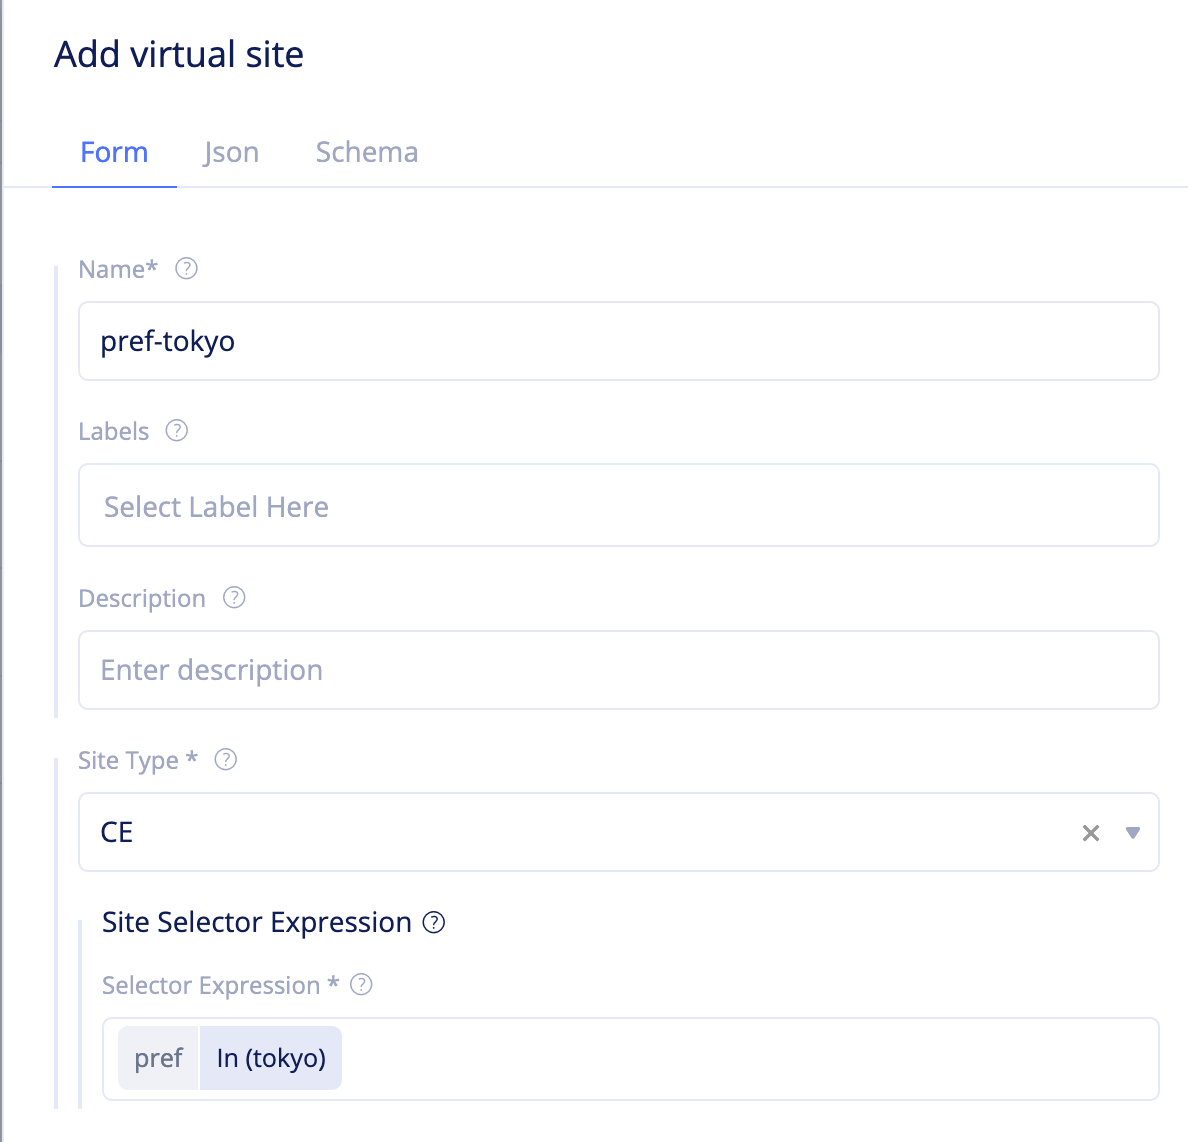 Add virtual site
Form Json Schema
Name* ?
pref-tokyo
Labels ?
Select Label Here
Description ?
Enter description
Site Type * ?
CE
Site Selector Expression ?
Selector Expression * ?
pref In (tokyo)